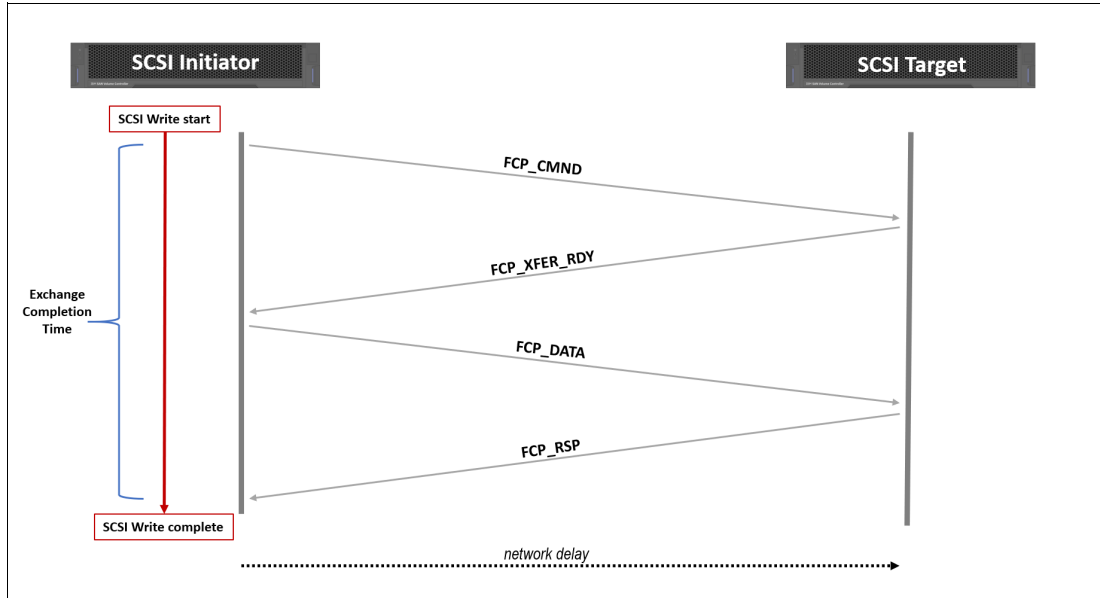 SCSI Initiator
SCSI Target
SCSI Write start
FCP_CMND
FCP_XFER_RDY
Exchange
Completion
Time
FCP_DATA
FCP_RSP
SCSI Write complete
network delay